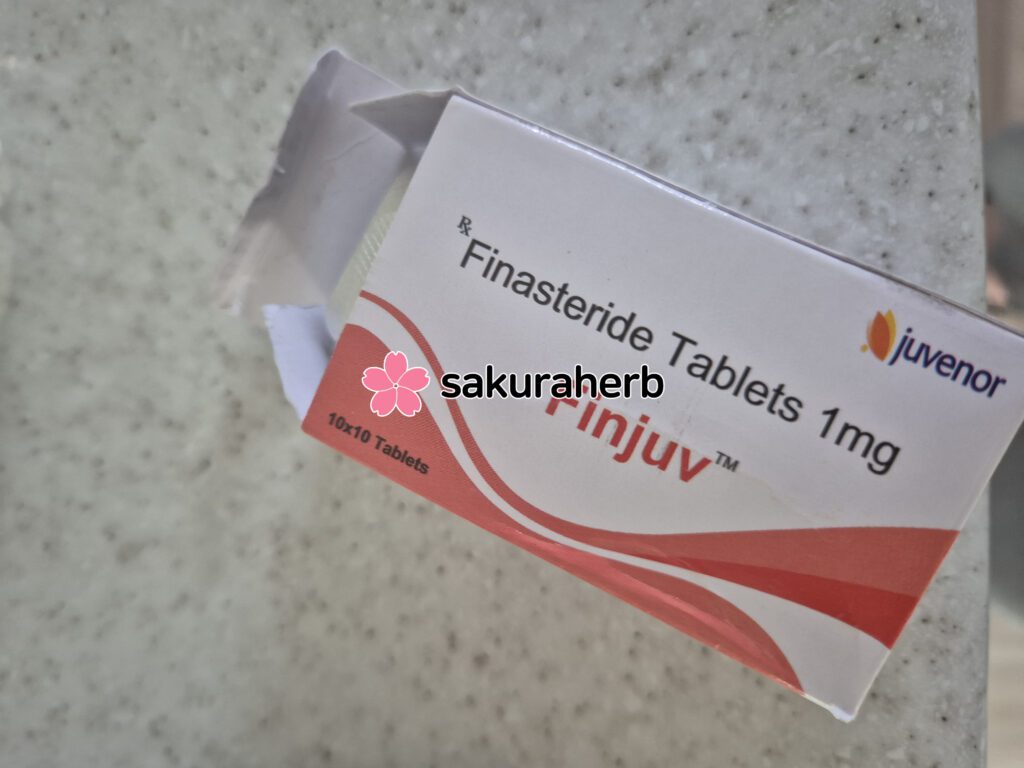 ℞
Finasteride Tablets 1mg
juvenor
sakuraherb
Finjuv™
10x10 Tablets